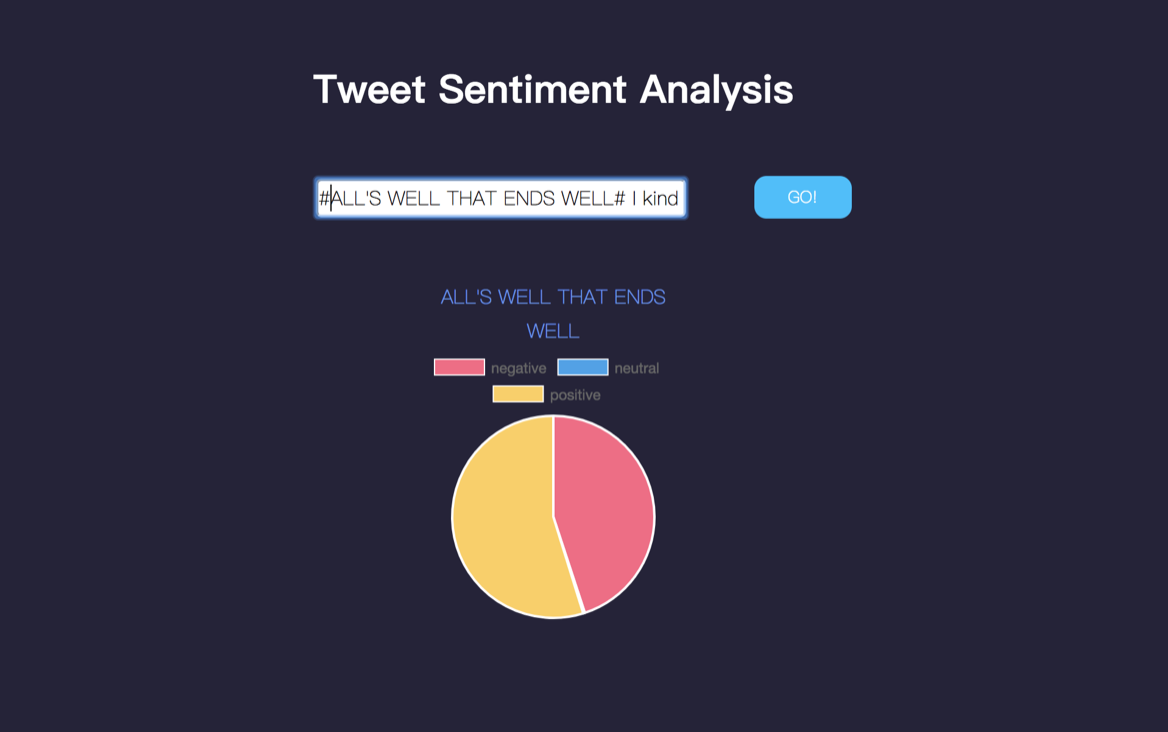 Tweet Sentiment Analysis
#ALL'S WELL THAT ENDS WELL# I kind
GO!
ALL'S WELL THAT ENDS
WELL
negative neutral
positive